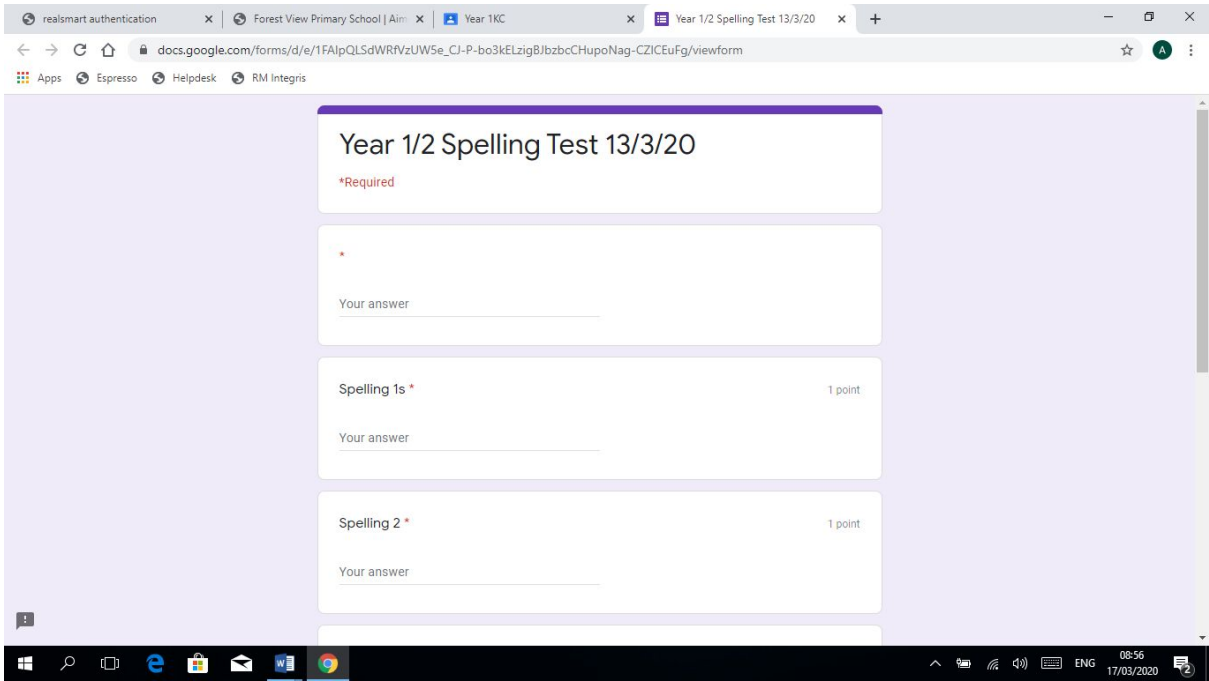 realsmart authentication
Forest View Primary School | Aim
Year 1KC
Year 1/2 Spelling Test 13/3/20
docs.google.com/forms/d/e/1FAIpQLSdWRfVzUW5e_CJ-P-bo3kELzigBJbzbcCHupoNag-CZICEuFg/viewform
A
Apps Espresso Helpdesk RM Integris
Year 1/2 Spelling Test 13/3/20
*Required
*
Your answer
Spelling 1s * 1 point
Your answer
Spelling 2 * 1 point
Your answer
ENG
08:56
17/03/2020
2